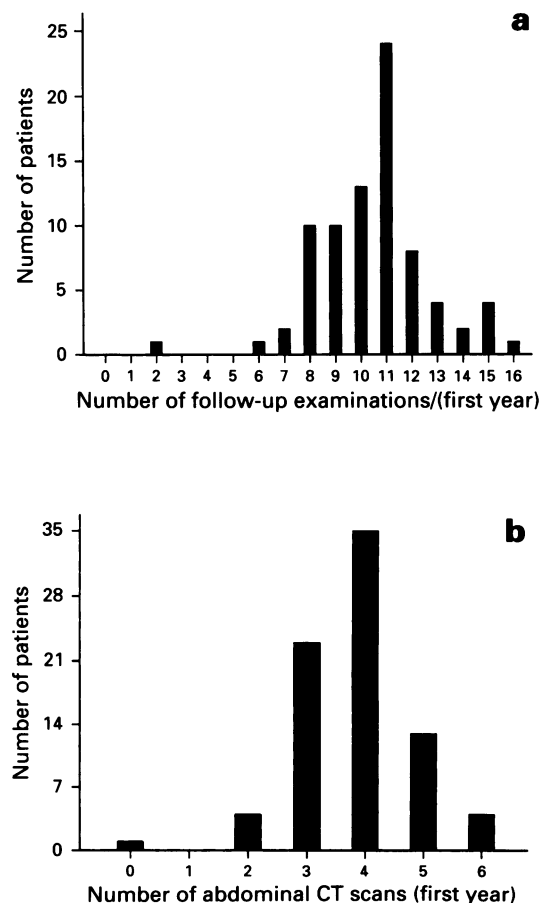 a
25
20
15
10
5
0
Number of patients
0 1 2 3 4 5 6 7 8 9 10 11 12 13 14 15 16
Number of follow-up examinations/(first year)
b
35
28
21
14
7
0
Number of patients
0 1 2 3 4 5 6
Number of abdominal CT scans (first year)